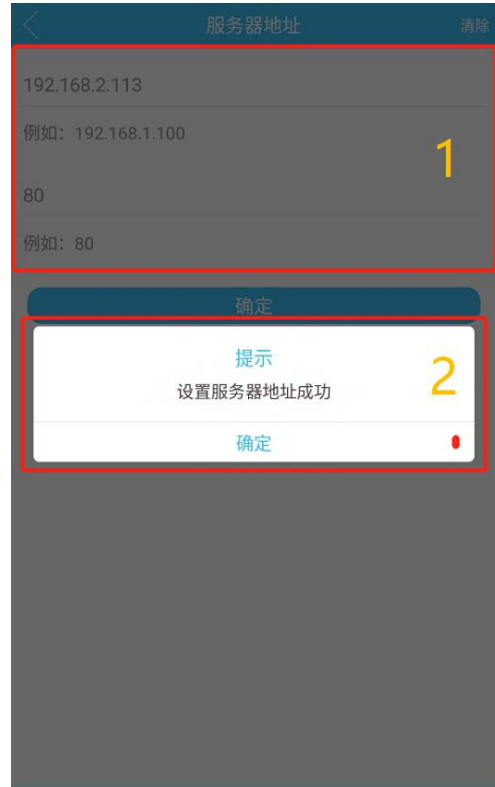 服务器地址 清除
192.168.2.113
例如：192.168.1.100
1
80
例如：80
确定
提示
2
设置服务器地址成功
确定